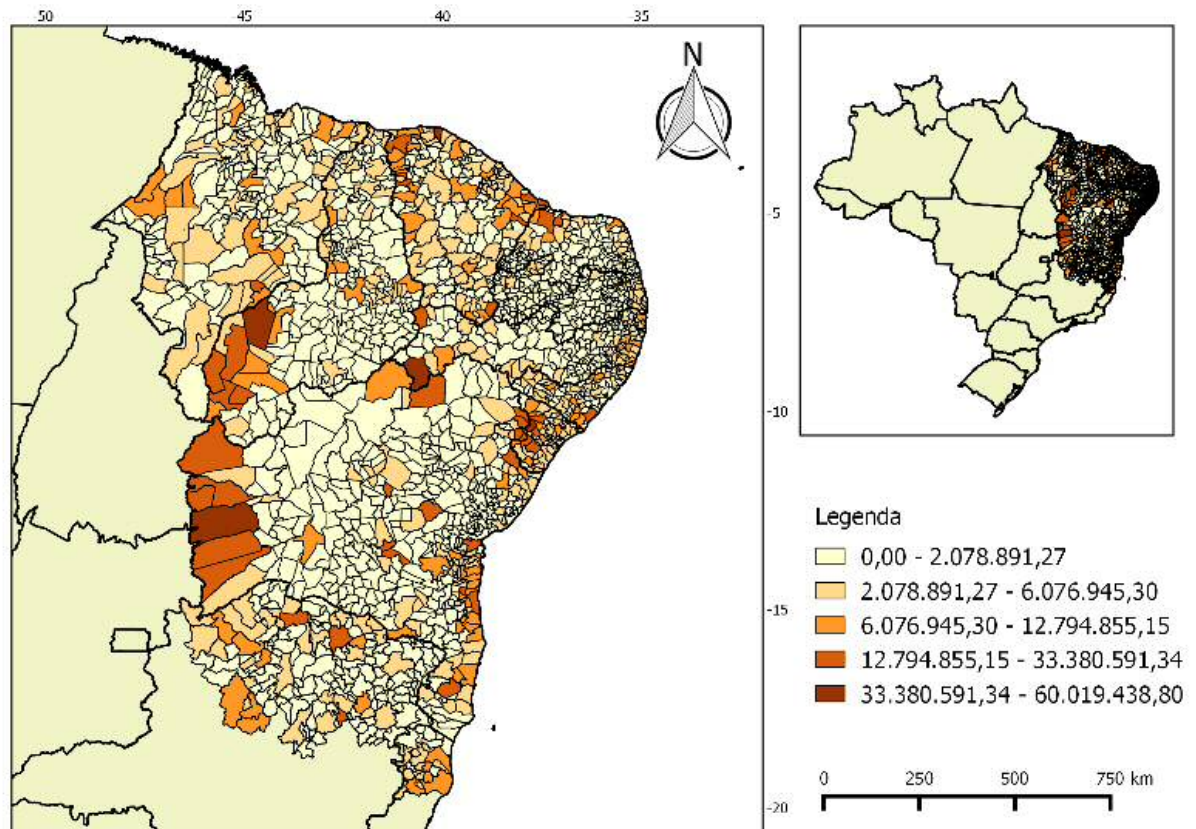 50 45 40 35
N
-5
-10
-15
-20
Legenda
0,00 - 2.078.891,27
2.078.891,27 - 6.076.945,30
6.076.945,30 - 12.794.855,15
12.794.855,15 - 33.380.591,34
33.380.591,34 - 60.019.438,80
0 250 500 750 km